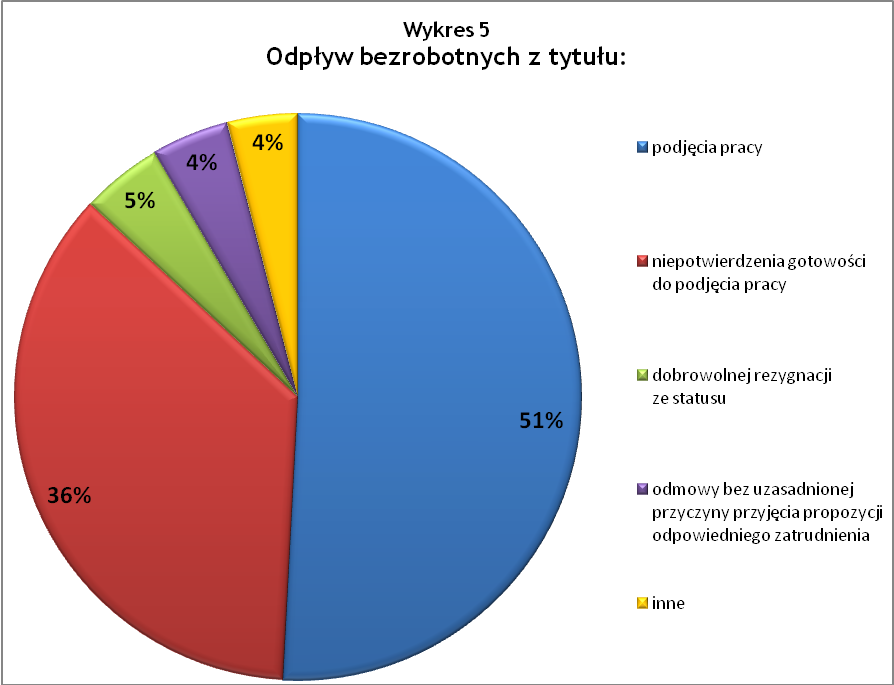 Wykres 5
Odpływ bezrobotnych z tytułu:
4%
4%
5%
51%
36%
podjęcia pracy
niepotwierdzenia gotowości
do podjęcia pracy
dobrowolnej rezygnacji
ze statusu
odmowy bez uzasadnionej
przyczyny przyjęcia propozycji
odpowiedniego zatrudnienia
inne